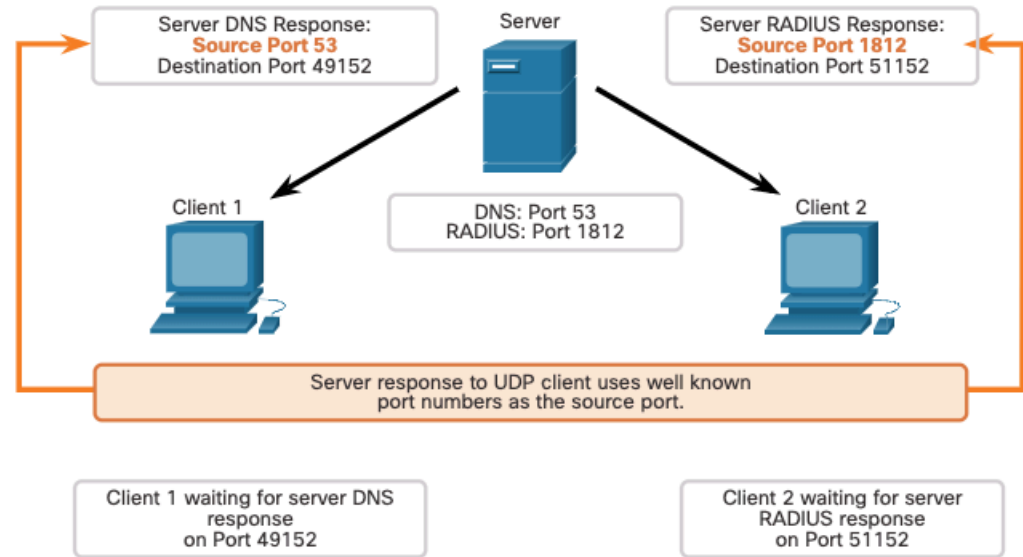 Server DNS Response:
Source Port 53
Destination Port 49152
Server
Server RADIUS Response:
Source Port 1812
Destination Port 51152
Client 1
DNS: Port 53
RADIUS: Port 1812
Client 2
Server response to UDP client uses well known
port numbers as the source port.
Client 1 waiting for server DNS
response
on Port 49152
Client 2 waiting for server
RADIUS response
on Port 51152